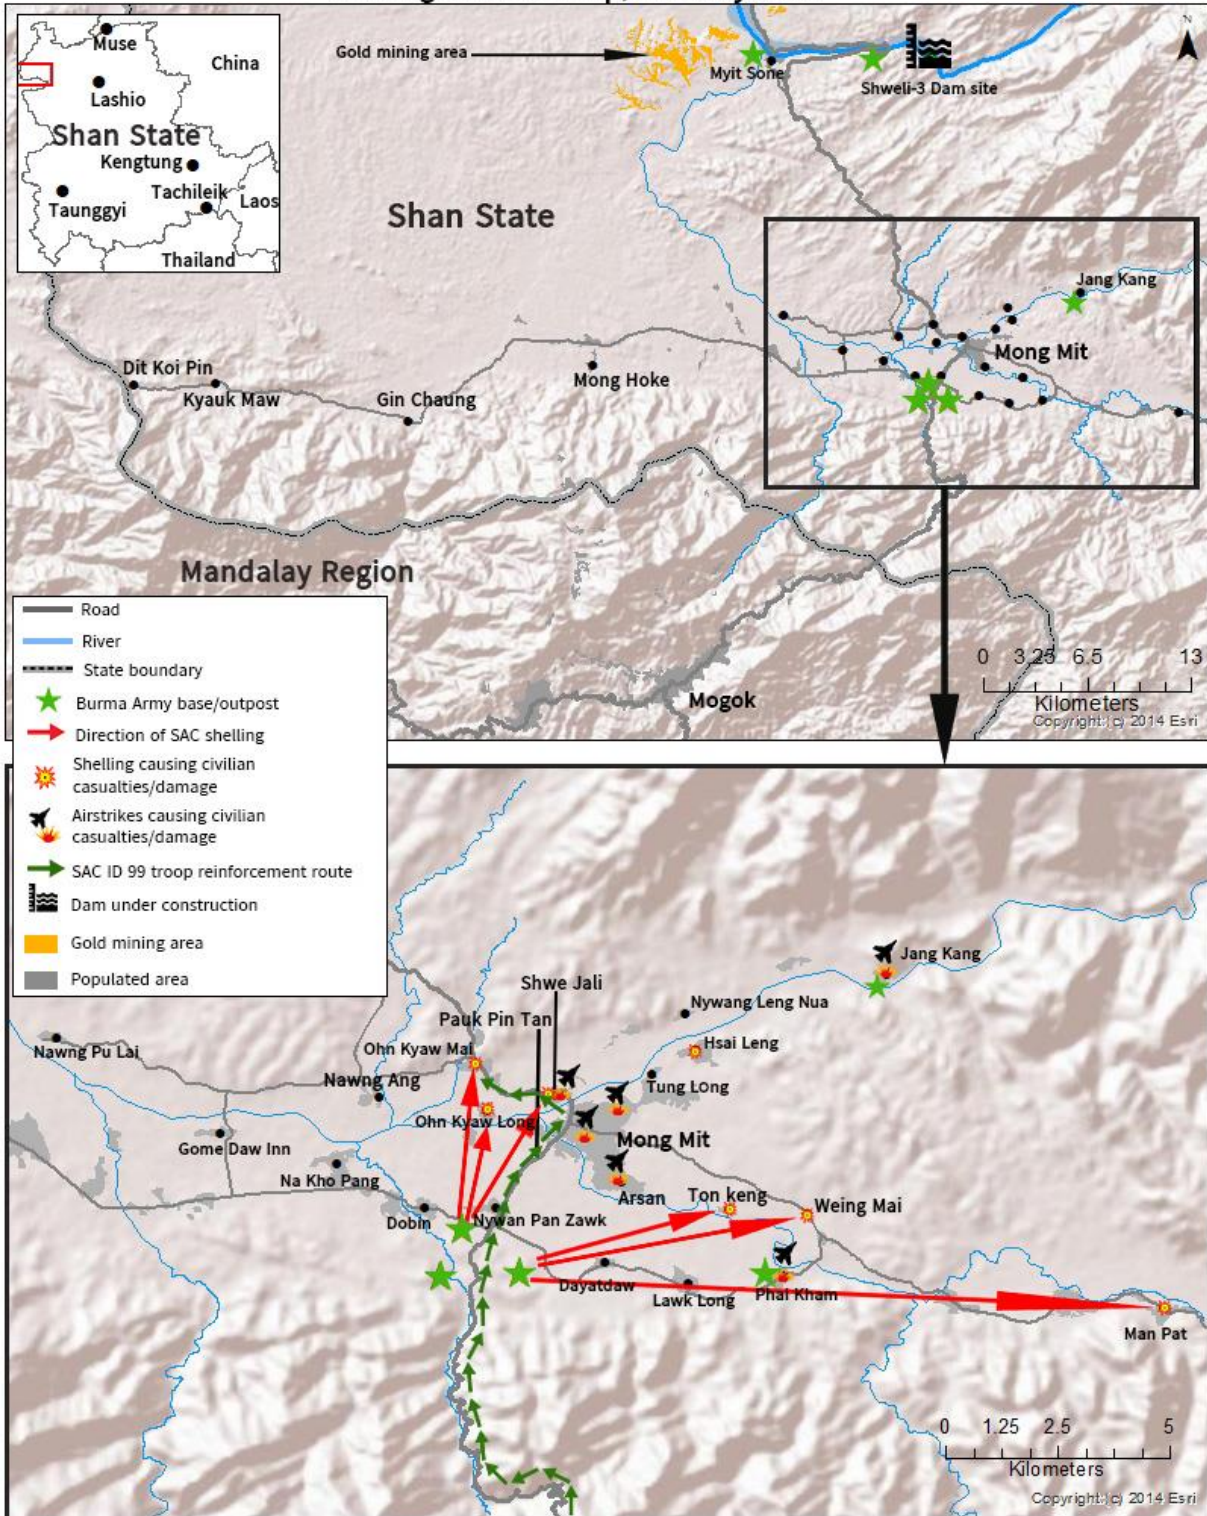 Muse
China
Lashio
Shan State
Kengtung
Tachileik
Laos
Taunggyi
Thailand
Gold mining area
Myit Sone
Shweli-3 Dam site
N
Shan State
Jang Kang
Mong Mit
Dit Koi Pin
Kyauk Maw
Gin Chaung
Mong Hoke
Mandalay Region
Mogok
0 3.25 6.5 13
Kilometers
Copyright:(c) 2014 Esri
Road
River
State boundary
Burma Army base/outpost
Direction of SAC shelling
Shelling causing civilian
casualties/damage
Airstrikes causing civilian
casualties/damage
SAC ID 99 troop reinforcement route
Dam under construction
Gold mining area
Populated area
Shwe Jali
Pauk Pin Tan
Jang Kang
Nywang Leng Nua
Nawng Pu Lai
Ohn Kyaw Mai
Hsai Leng
Nawng Ang
Tung Long
Ohn Kyaw Long
Mong Mit
Gome Daw Inn
Na Kho Pang
Arsan
Ton keng
Weing Mai
Dobin
Nywan Pan Zawk
Dayatdaw
Lawk Long
Phai Kham
Man Pat
0 1.25 2.5 5
Kilometers
Copyright:(c) 2014 Esri